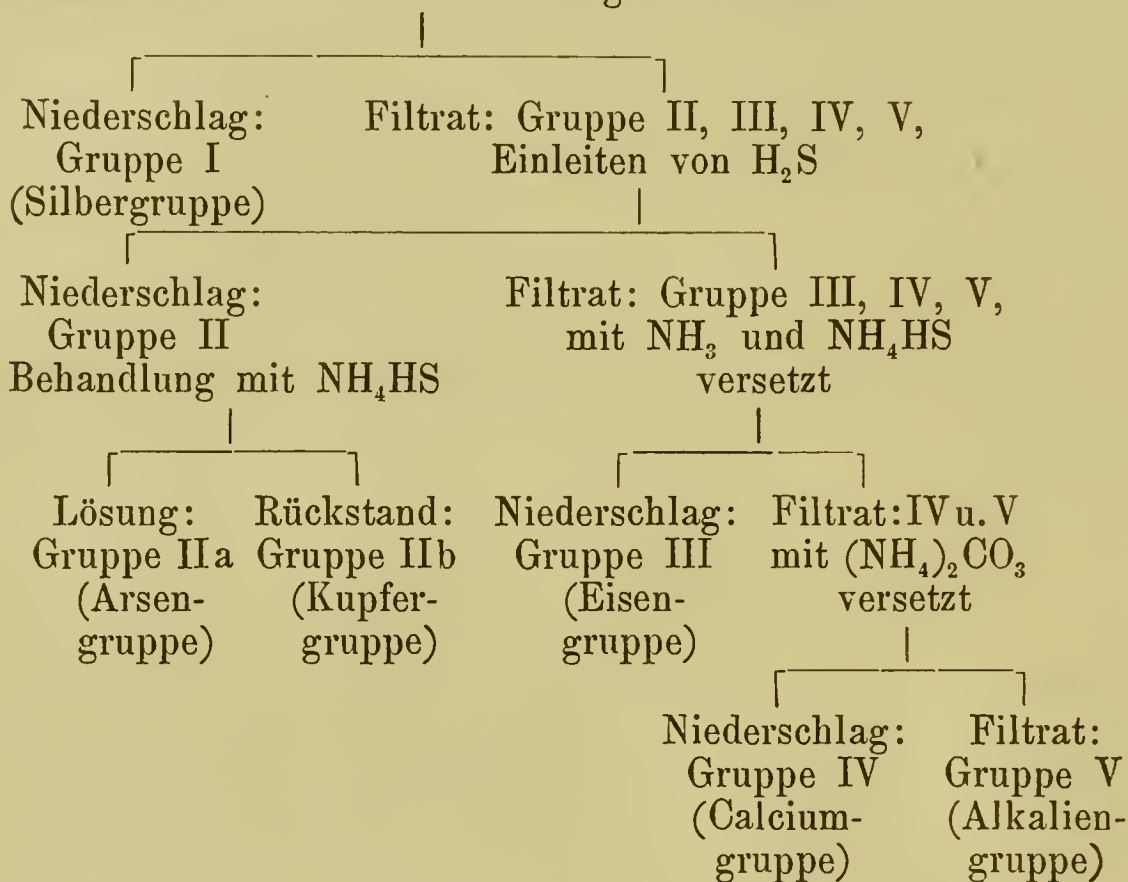 Niederschlag:
Gruppe I
(Silbergruppe)
Filtrat: Gruppe II, III, IV, V,
Einleiten von H₂S
Niederschlag:
Gruppe II
Behandlung mit NH₄HS
Filtrat: Gruppe III, IV, V,
mit NH₃ und NH₄HS
versetzt
Lösung:
Gruppe IIa
(Arsen-
gruppe)
Rückstand:
Gruppe IIb
(Kupfer-
gruppe)
Niederschlag:
Gruppe III
(Eisen-
gruppe)
Filtrat: IV u. V
mit (NH₄)₂CO₃
versetzt
Niederschlag:
Gruppe IV
(Calcium-
gruppe)
Filtrat:
Gruppe V
(Alkalien-
gruppe)